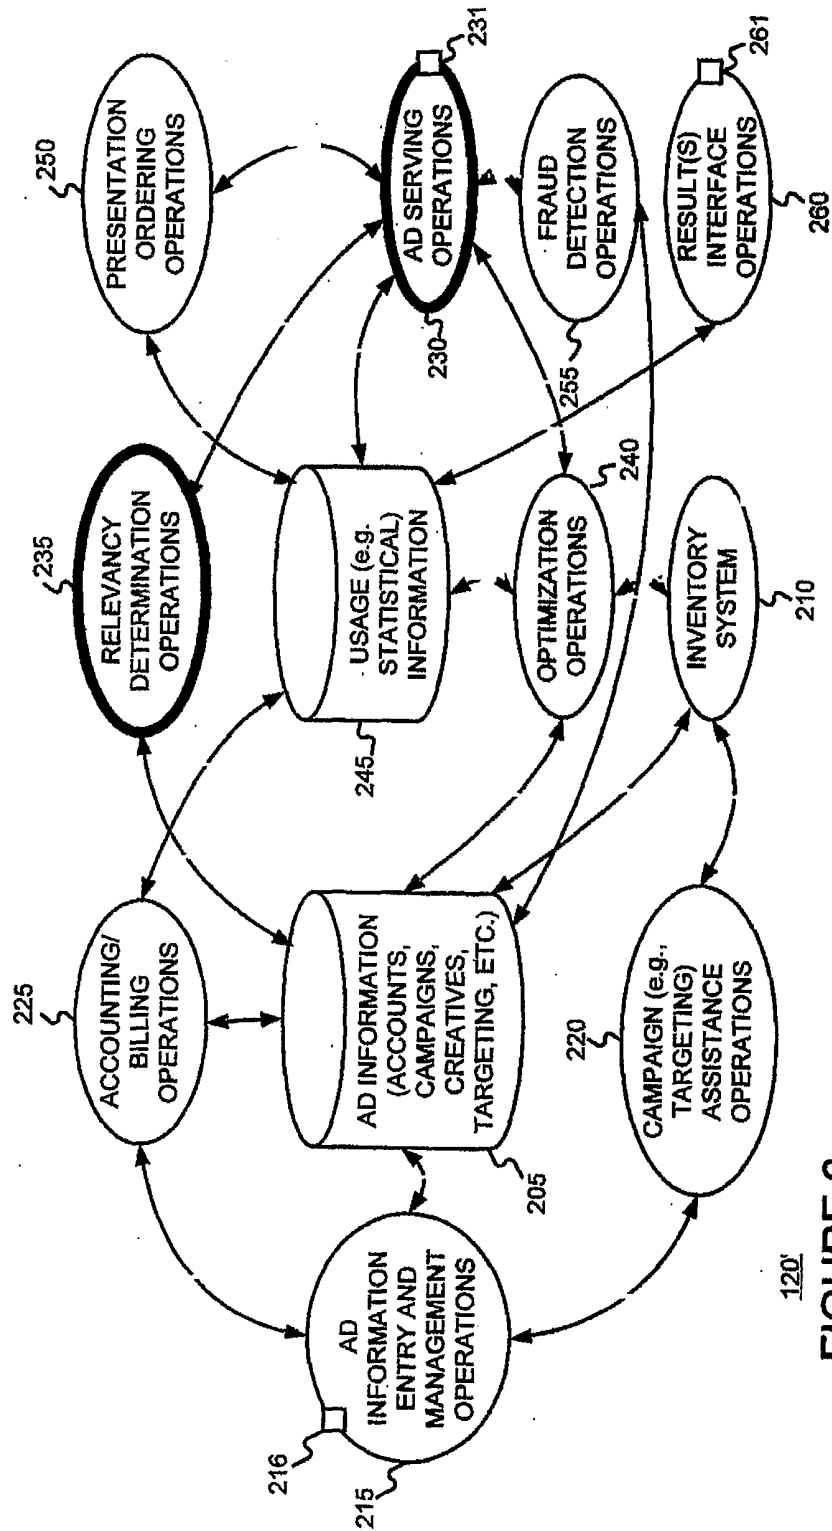 216
215
AD
INFORMATION
ENTRY AND
MANAGEMENT
OPERATIONS
225
ACCOUNTING/
BILLING
OPERATIONS
AD INFORMATION
(ACCOUNTS,
CAMPAIGNS,
CREATIVES,
TARGETING, ETC.)
205
220
CAMPAIGN (e.g.,
TARGETING)
ASSISTANCE
OPERATIONS
235
RELEVANCY
DETERMINATION
OPERATIONS
245
USAGE (e.g.
STATISTICAL)
INFORMATION
240
OPTIMIZATION
OPERATIONS
INVENTORY
SYSTEM
210
250
PRESENTATION
ORDERING
OPERATIONS
230
AD SERVING
OPERATIONS
231
255
FRAUD
DETECTION
OPERATIONS
RESULT(S)
INTERFACE
OPERATIONS
261
260
120'